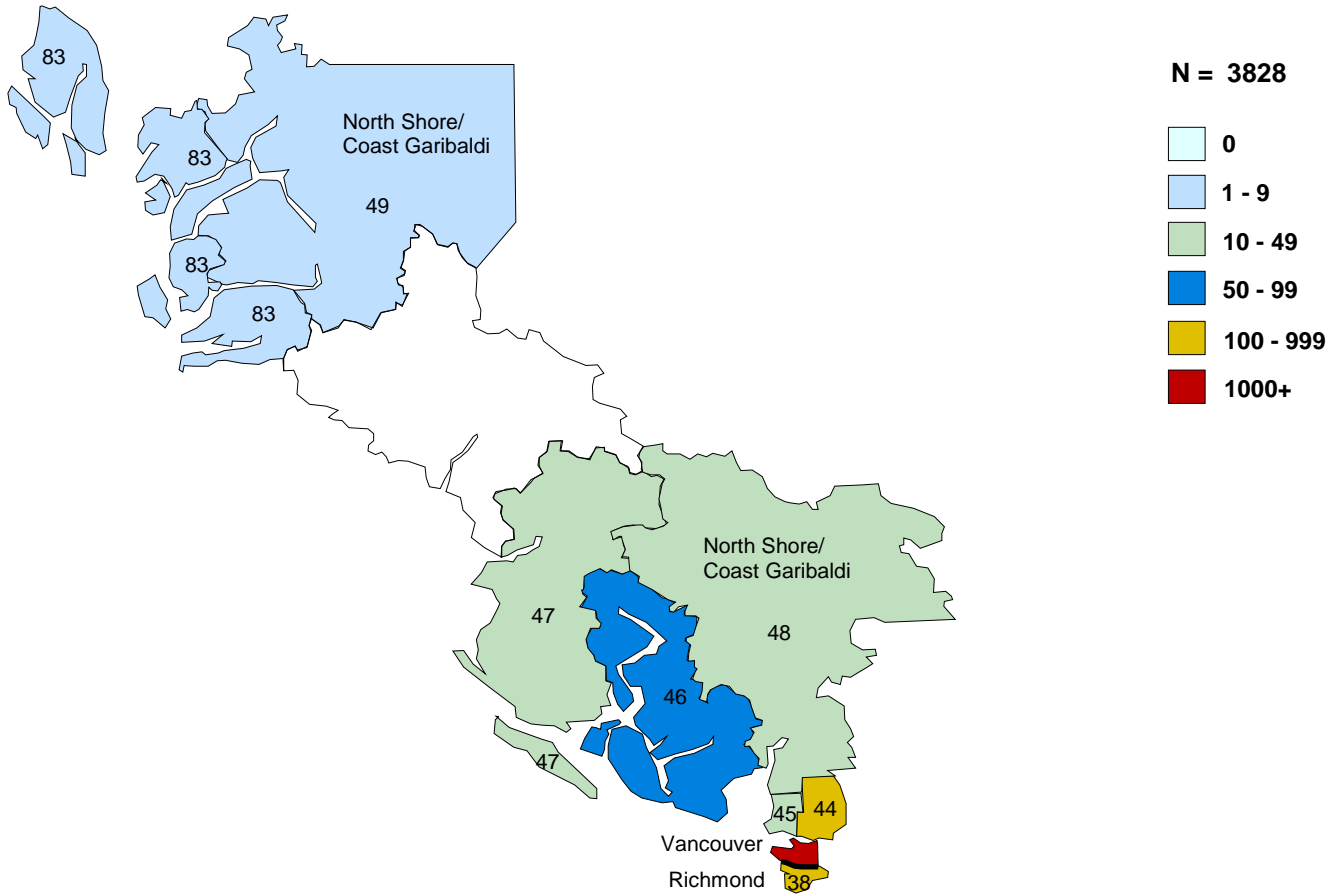 83
N = 3828
North Shore/
Coast Garibaldi
0
83
1 - 9
49
10 - 49
83
50 - 99
83
100 - 999
1000+
North Shore/
Coast Garibaldi
47
48
46
47
45
44
Vancouver
Richmond
38